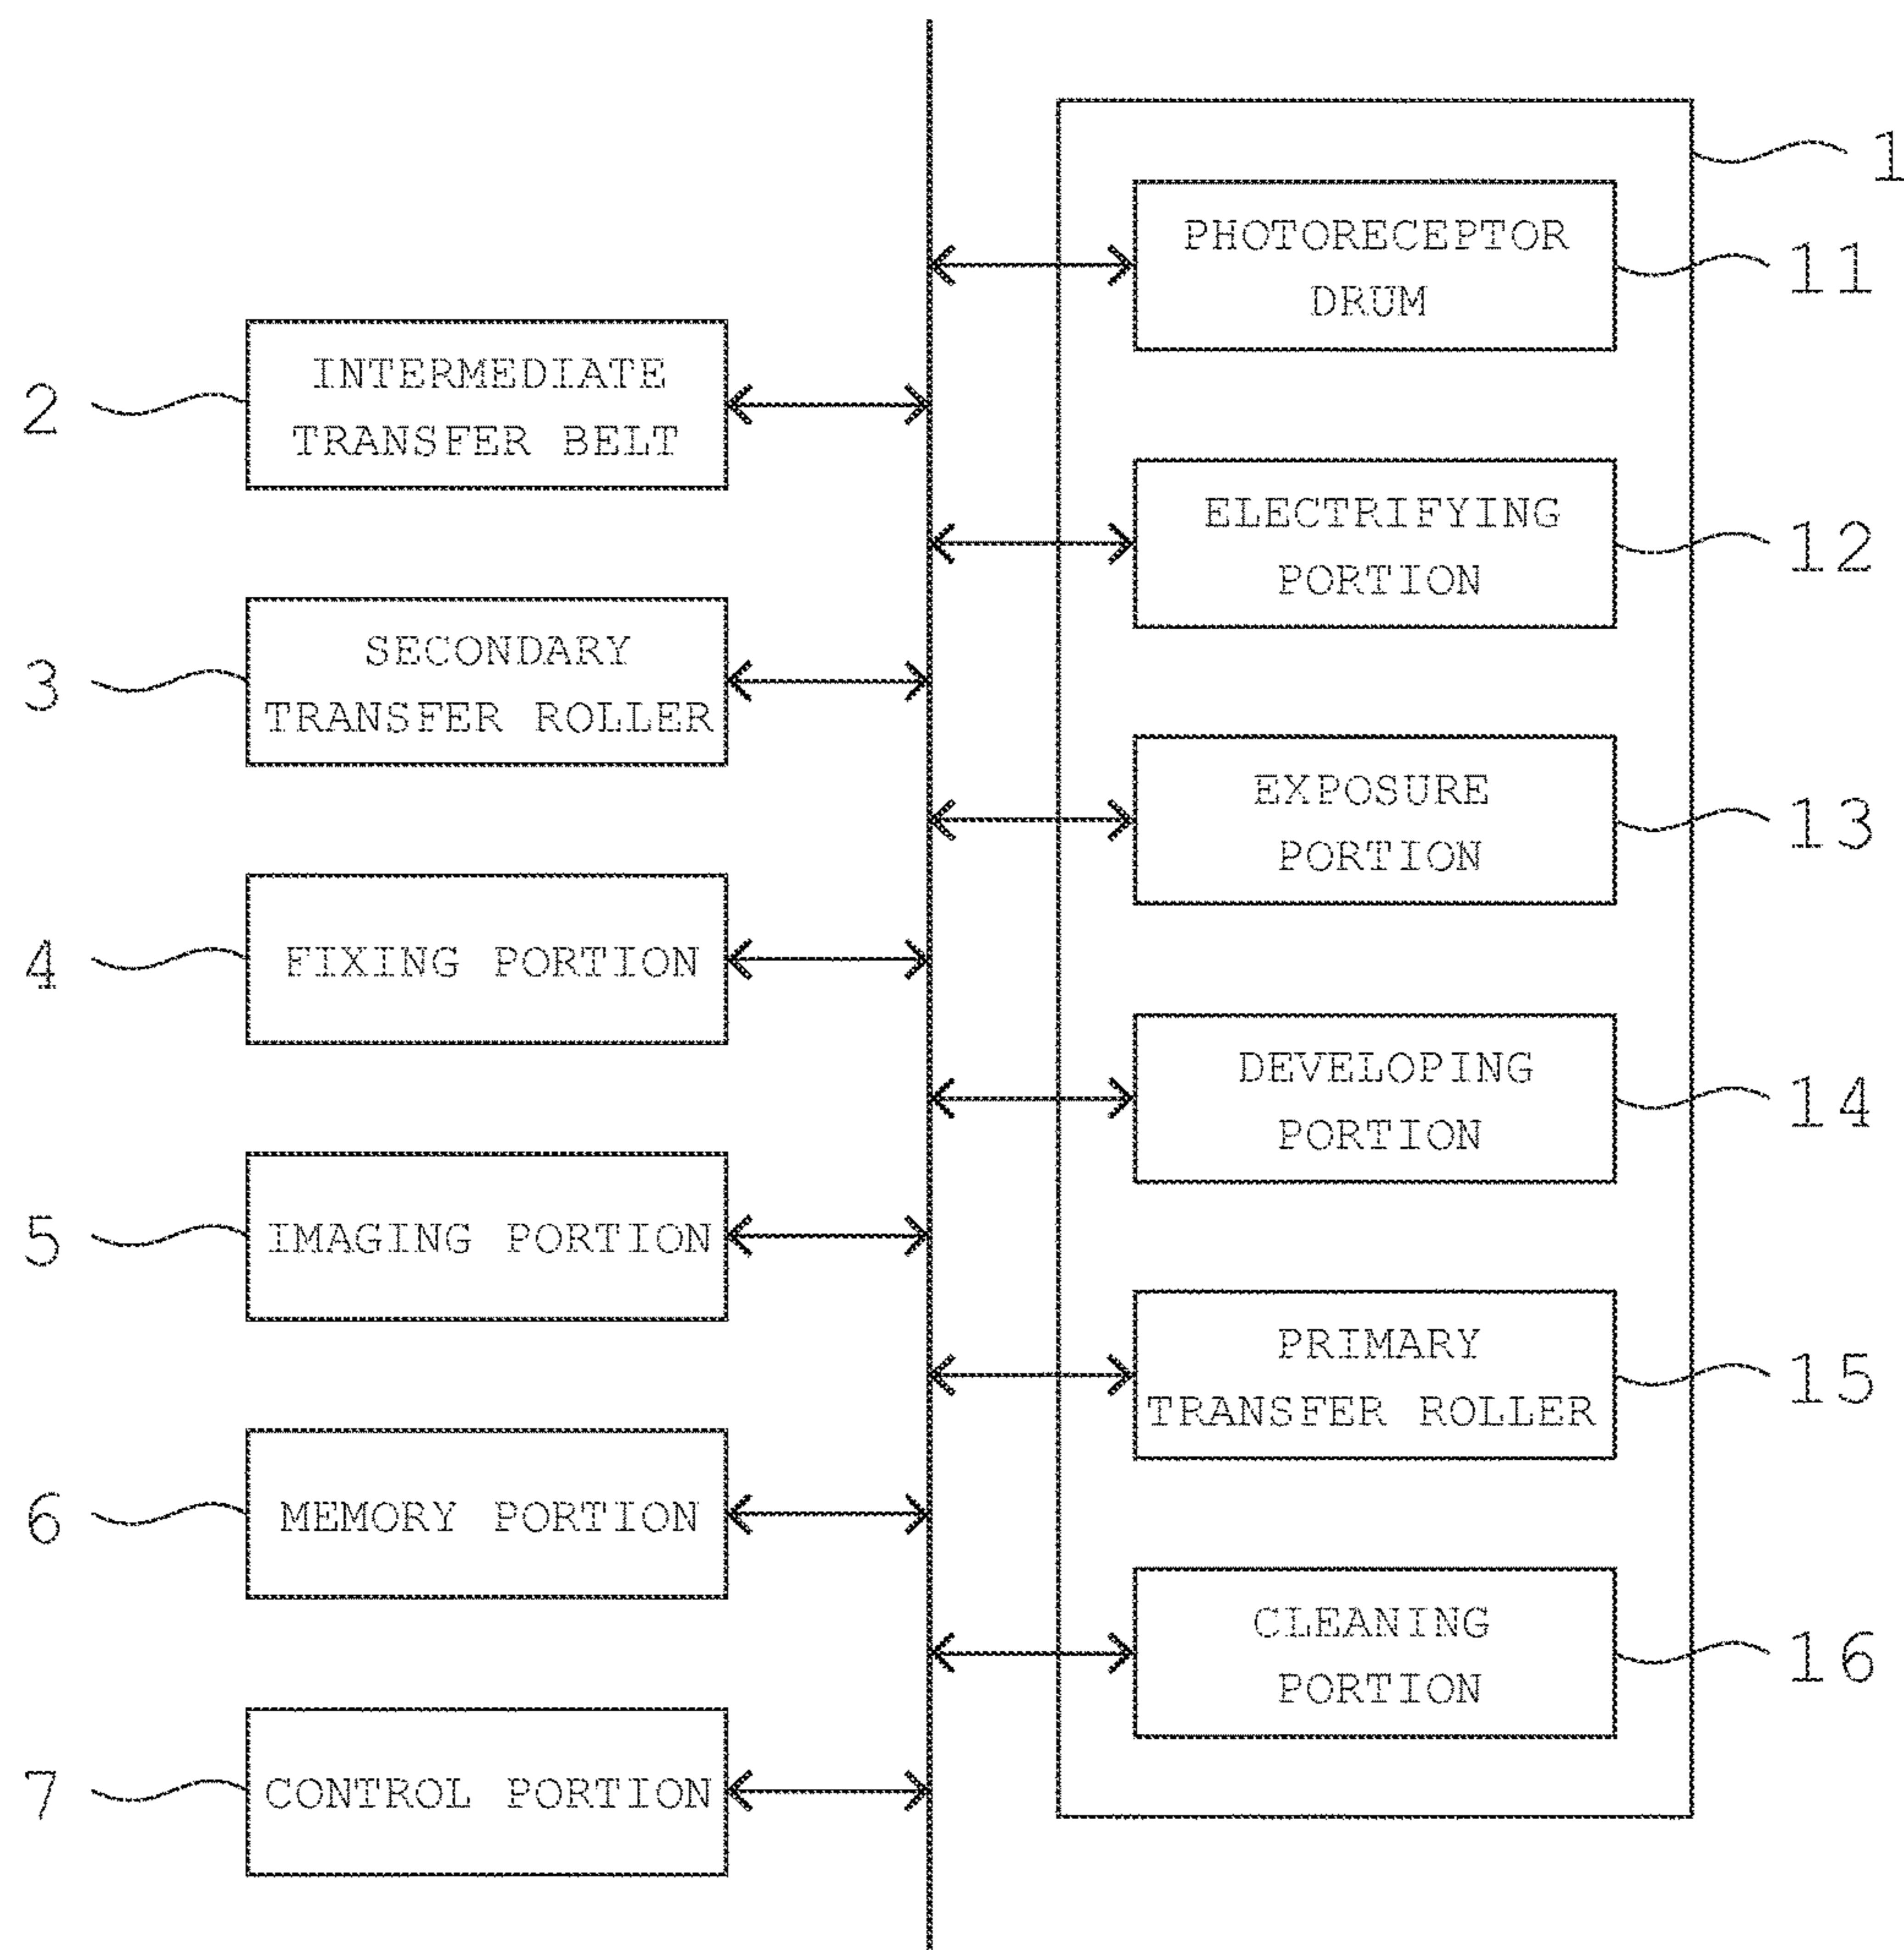 1
PHOTORECEPTOR
DRUM
11
2
INTERMEDIATE
TRANSFER BELT
ELECTRIFYING
PORTION
12
3
SECONDARY
TRANSFER ROLLER
EXPOSURE
PORTION
13
4
FIXING PORTION
DEVELOPING
PORTION
14
5
IMAGING PORTION
PRIMARY
TRANSFER ROLLER
15
6
MEMORY PORTION
CLEANING
PORTION
16
7
CONTROL PORTION